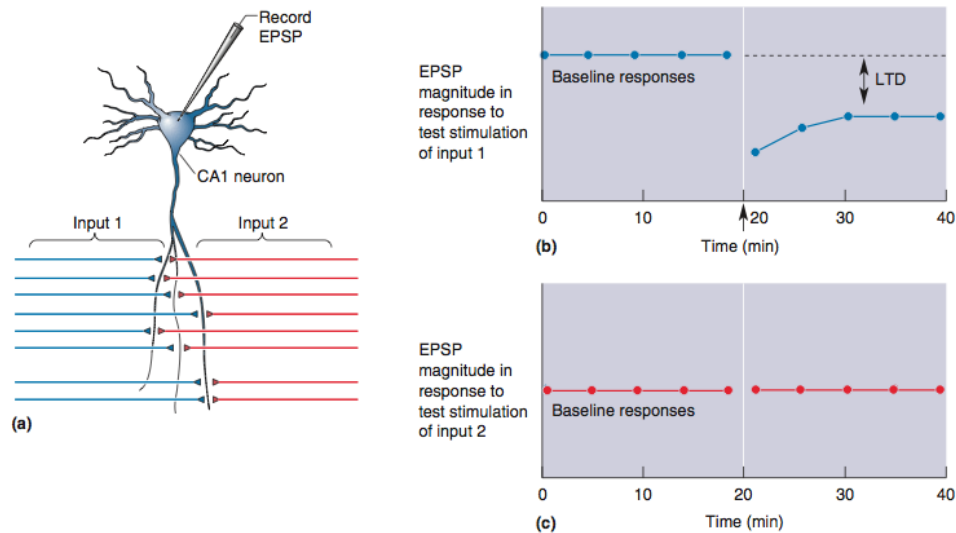 Record
EPSP
CA1 neuron
Input 1
Input 2
(a)
EPSP
magnitude in
response to
test stimulation
of input 1
Baseline responses
LTD
0 10 20 30 40
Time (min)
(b)
EPSP
magnitude in
response to
test stimulation
of input 2
Baseline responses
0 10 20 30 40
Time (min)
(c)